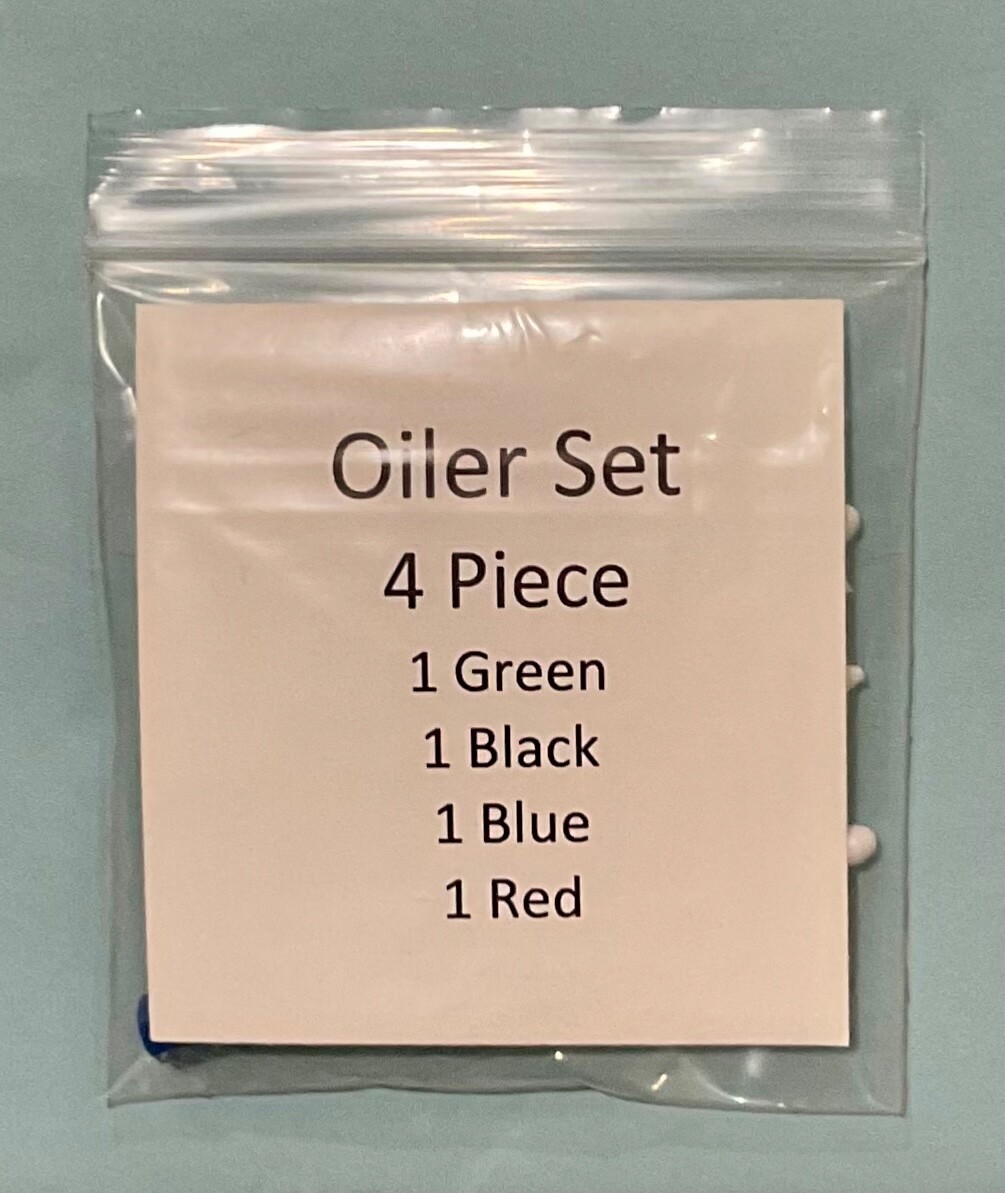 Oiler Set
4 Piece
1 Green
1 Black
1 Blue
1 Red